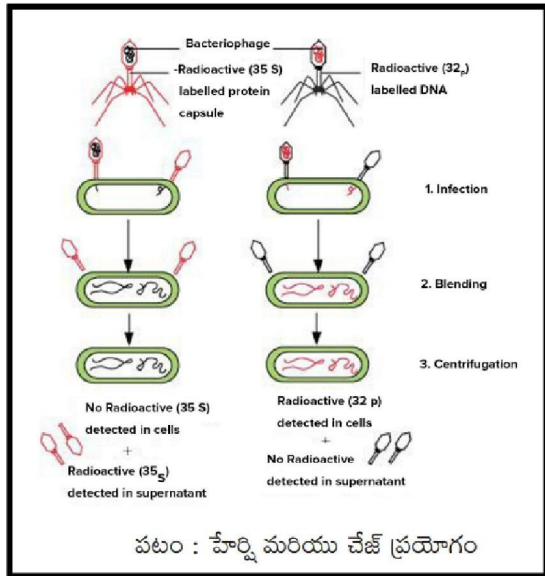 Bacteriophage
-Radioactive (35 S)
labelled protein
capsule
Radioactive (32P)
labelled DNA
1. Infection
2. Blending
3. Centrifugation
No Radioactive (35 S)
detected in cells
+
Radioactive (35S)
detected in supernatant
Radioactive (32 p)
detected in cells
+
No Radioactive
detected in supernatant
పటం : హేర్షి మరియు చేజ్ ప్రయోగం